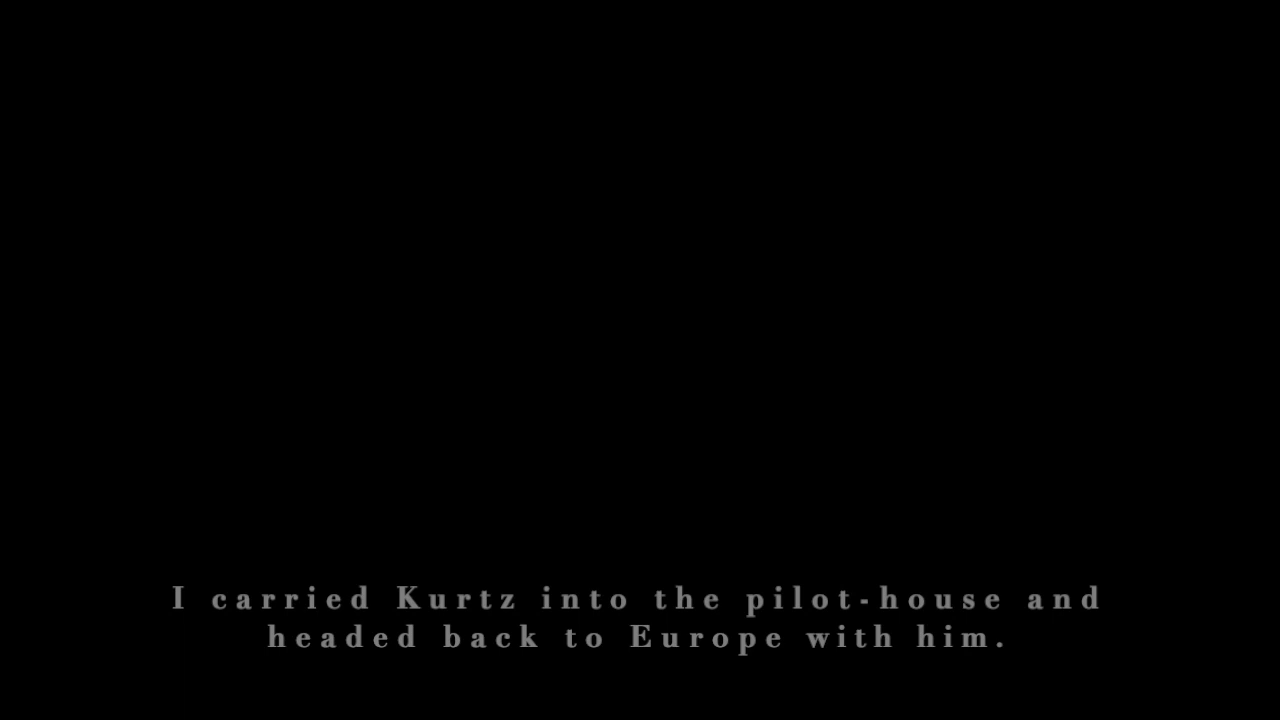 I carried Kurtz into the pilot-house and
headed back to Europe with him.